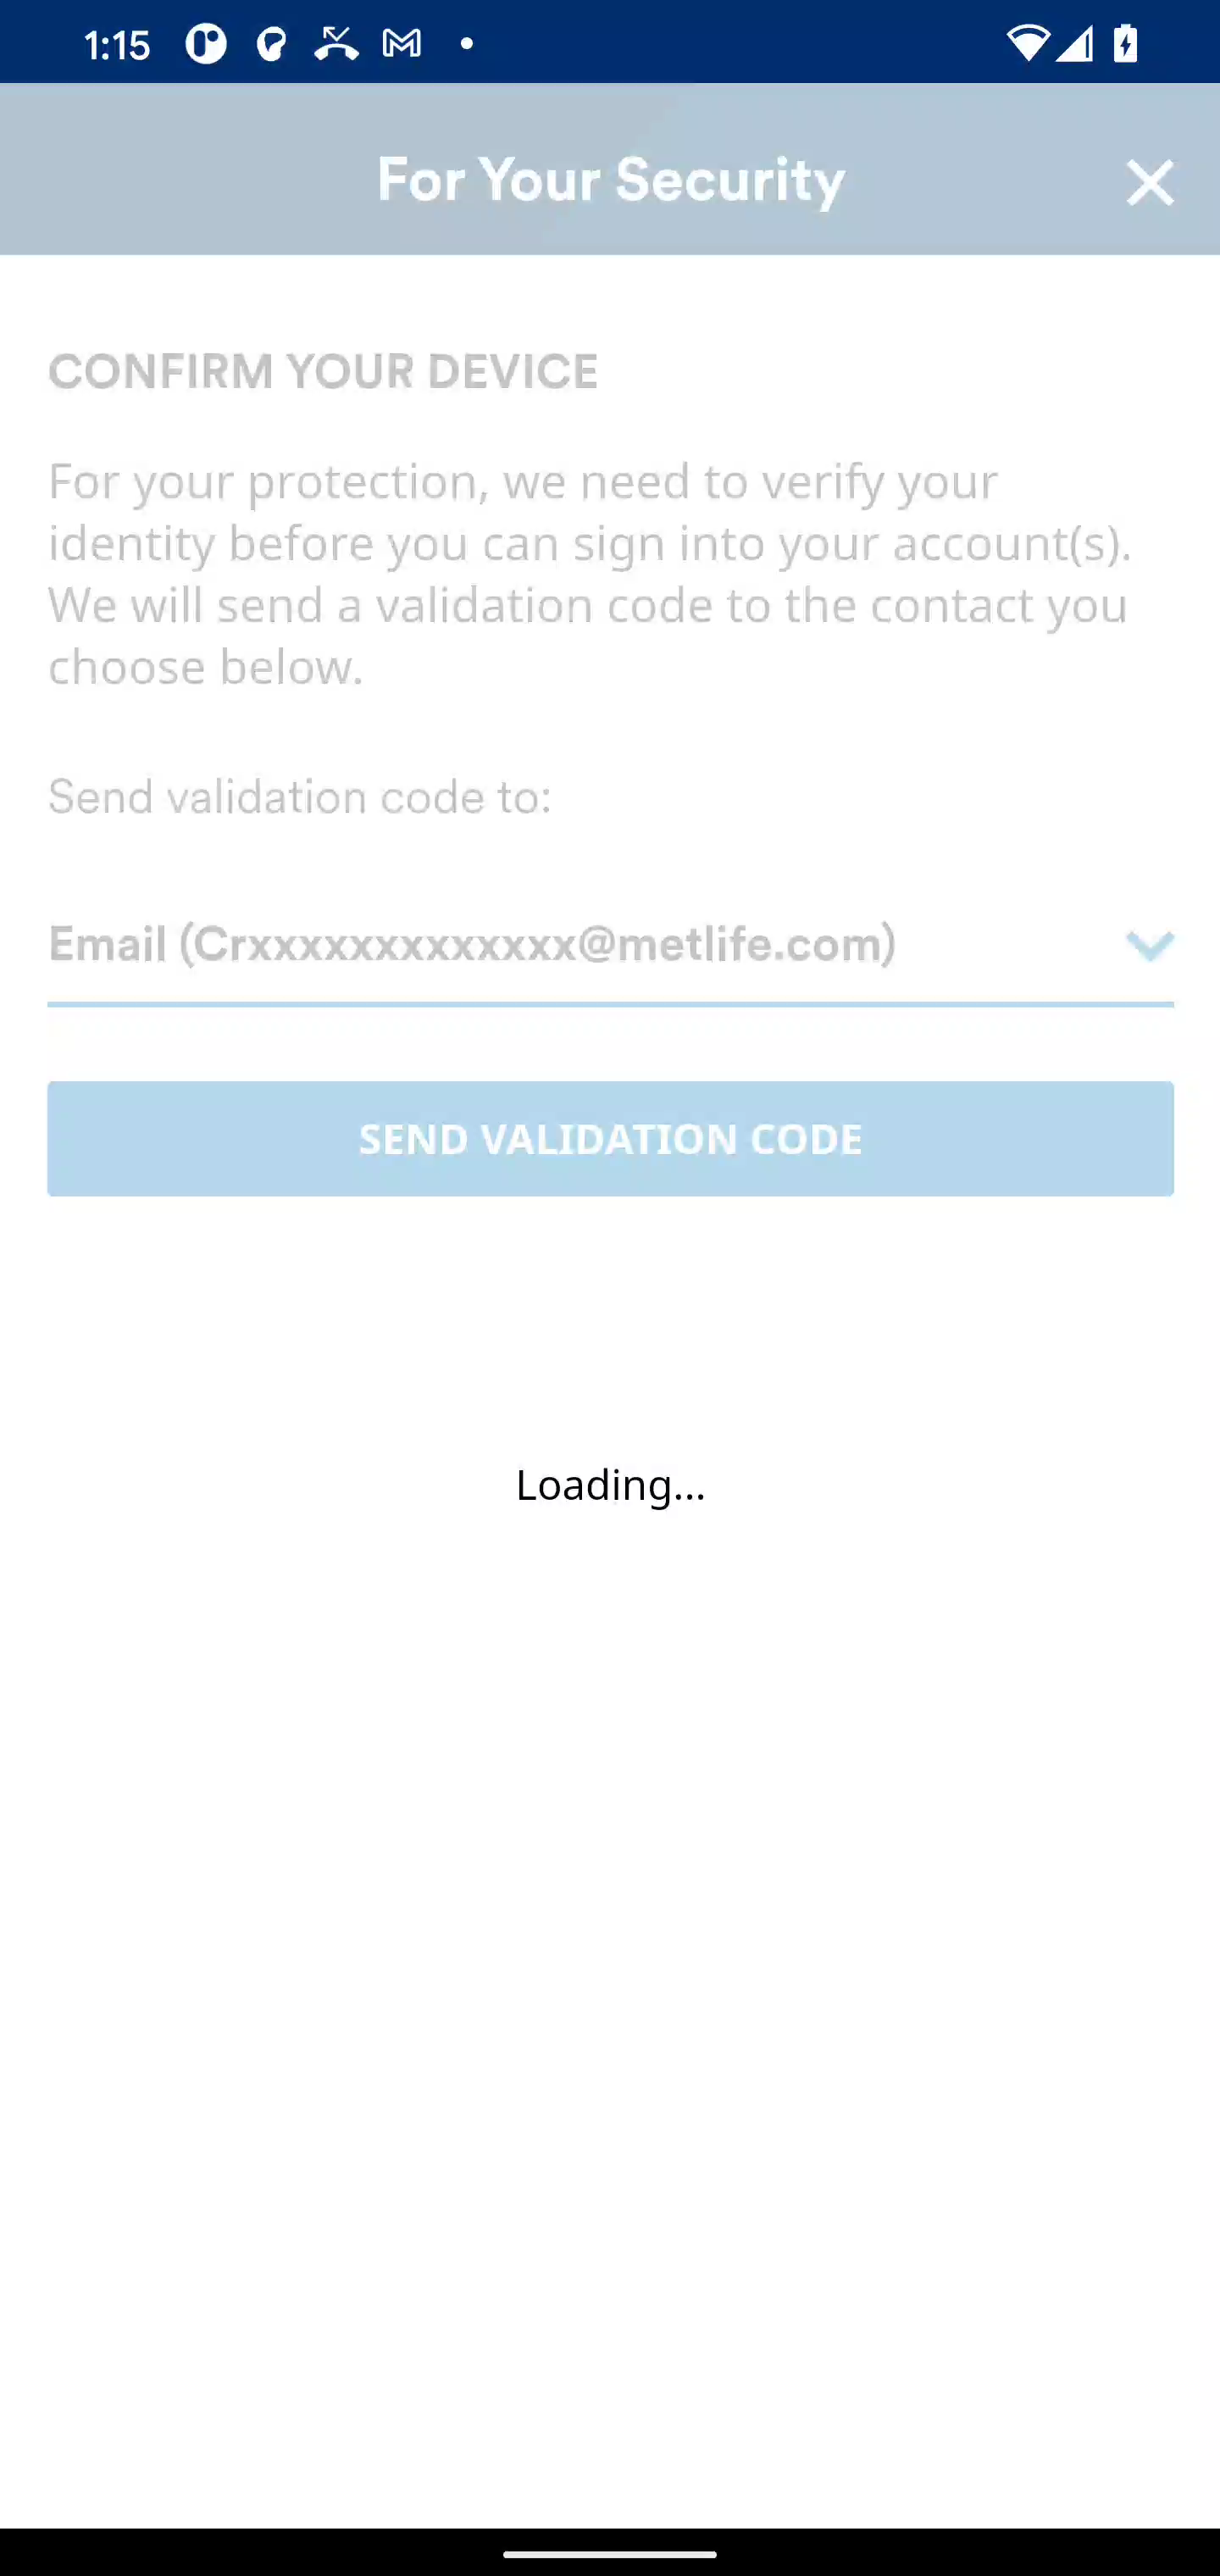 1:15
For Your Security
CONFIRM YOUR DEVICE
For your protection, we need to verify your
identity before you can sign into your account(s).
We will send a validation code to the contact you
choose below.
Send validation code to:
Email (Crxxxxxxxxxxxxx@metlife.com)
SEND VALIDATION CODE
Loading...